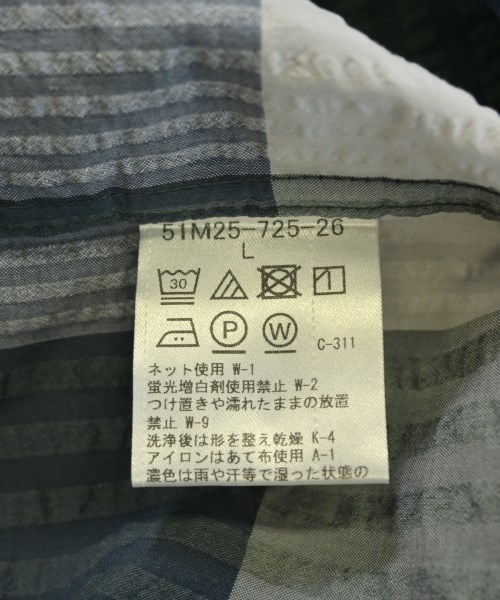 51M25-725-26
L
30
P W C-311
ネット使用 W-1
蛍光増白剤使用禁止 W-2
つけ置きや濡れたままの放置
禁止 W-9
洗浄後は形を整え乾燥 K-4
アイロンはあて布使用 A-1
濃色は雨や汗等で湿った状態の